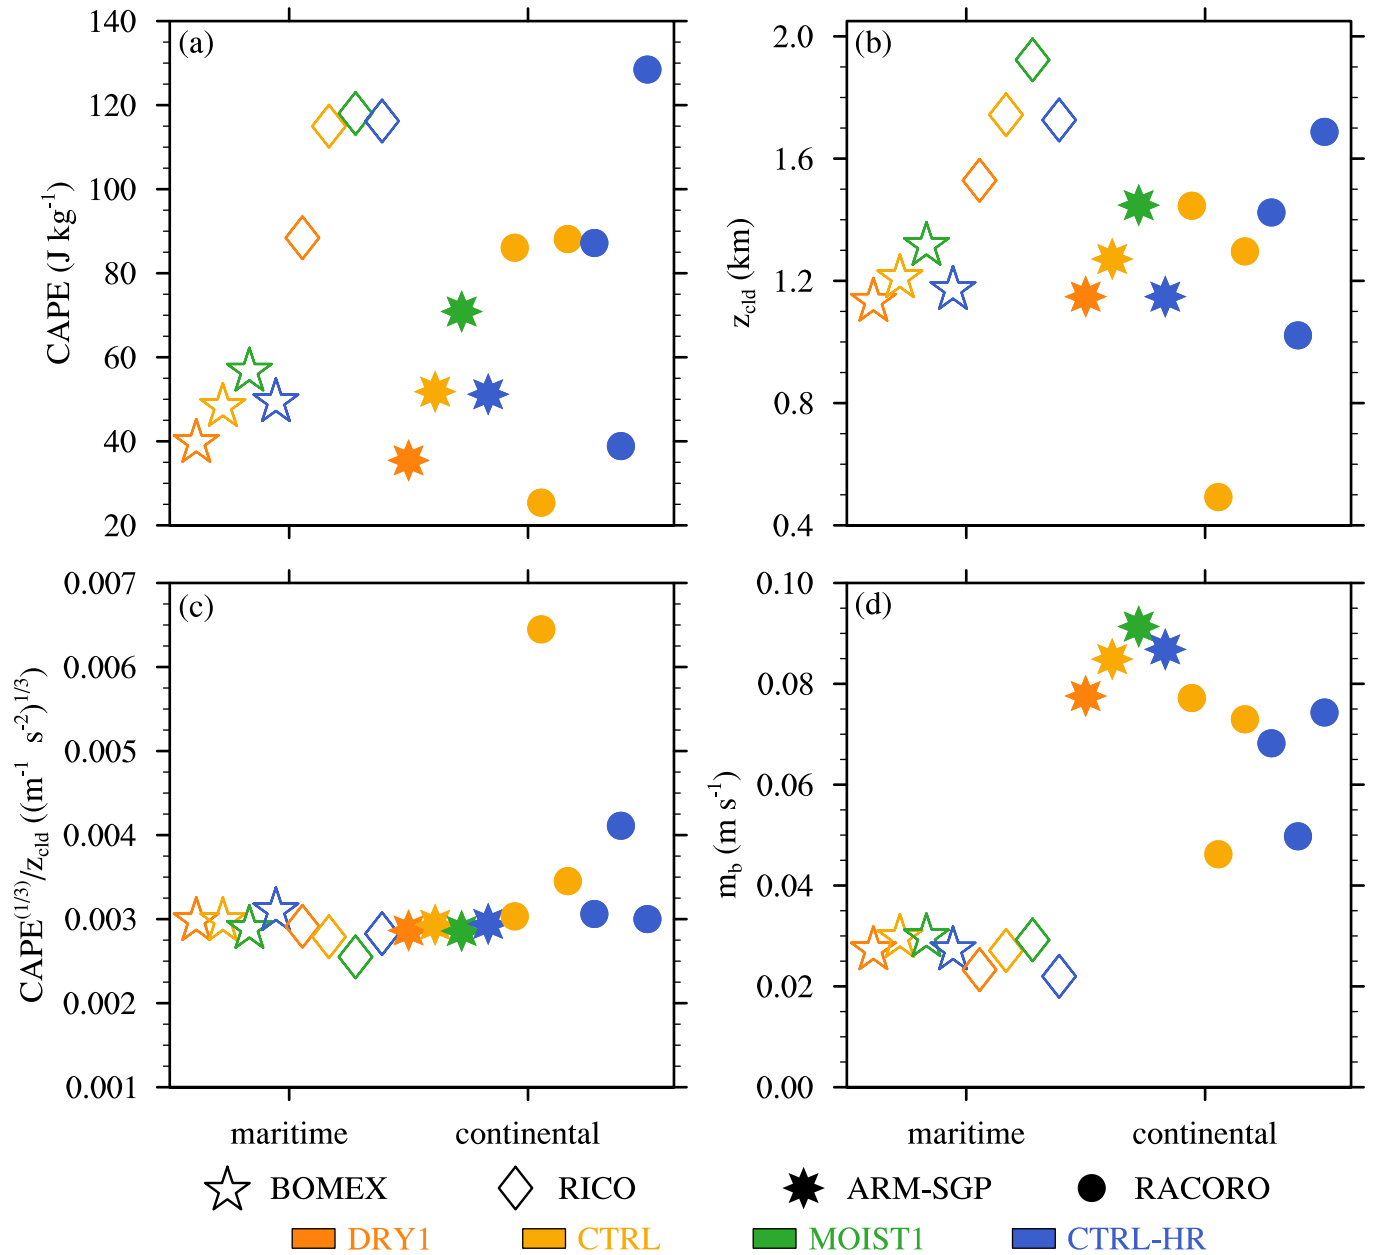 (a)
CAPE (J kg-1)
140
120
100
80
60
40
20
(b)
zcld (km)
2.0
1.6
1.2
0.8
0.4
(c)
CAPE(1/3)/zcld ((m-1 s-2)1/3)
0.007
0.006
0.005
0.004
0.003
0.002
0.001
maritime continental
(d)
mb (m s-1)
0.10
0.08
0.06
0.04
0.02
0.00
maritime continental
BOMEX RICO ARM-SGP RACORO
DRY1 CTRL MOIST1 CTRL-HR